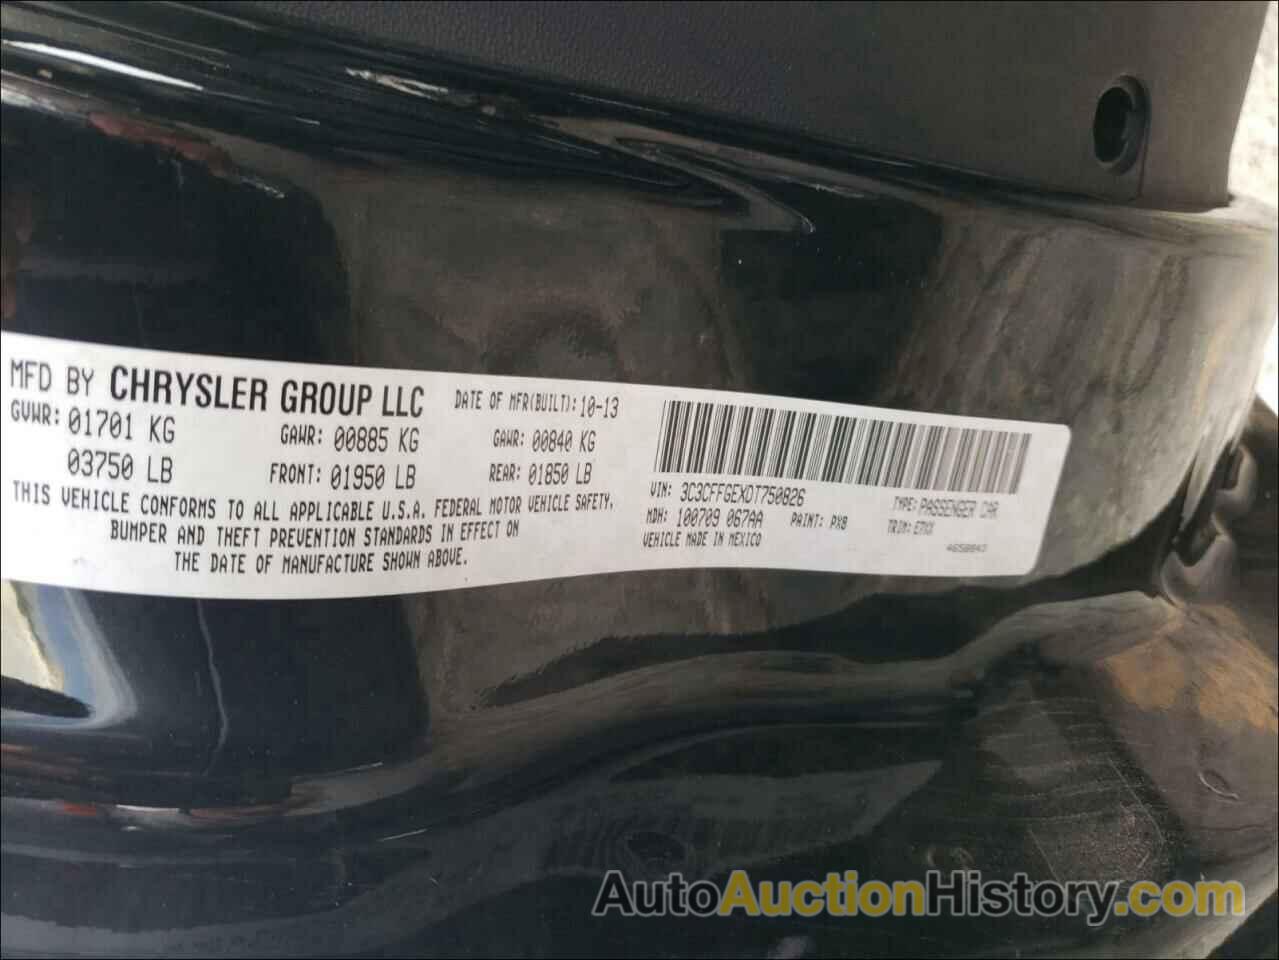 MFD BY CHRYSLER GROUP LLC DATE OF MFR(BUILT): 10-13
GVWR: 01701 KG GAWR: 00885 KG GAWR: 00840 KG
03750 LB FRONT: 01950 LB REAR: 01850 LB
THIS VEHICLE CONFORMS TO ALL APPLICABLE U.S.A. FEDERAL MOTOR VEHICLE SAFETY,
BUMPER AND THEFT PREVENTION STANDARDS IN EFFECT ON
THE DATE OF MANUFACTURE SHOWN ABOVE.
VIN: 3C3CFFGEXDT750826 TYPE: PASSENGER CAR
MDH: 100709 067AA PAINT: PX8 TRIM: E7XX
VEHICLE MADE IN MEXICO
AutoAuctionHistory.com